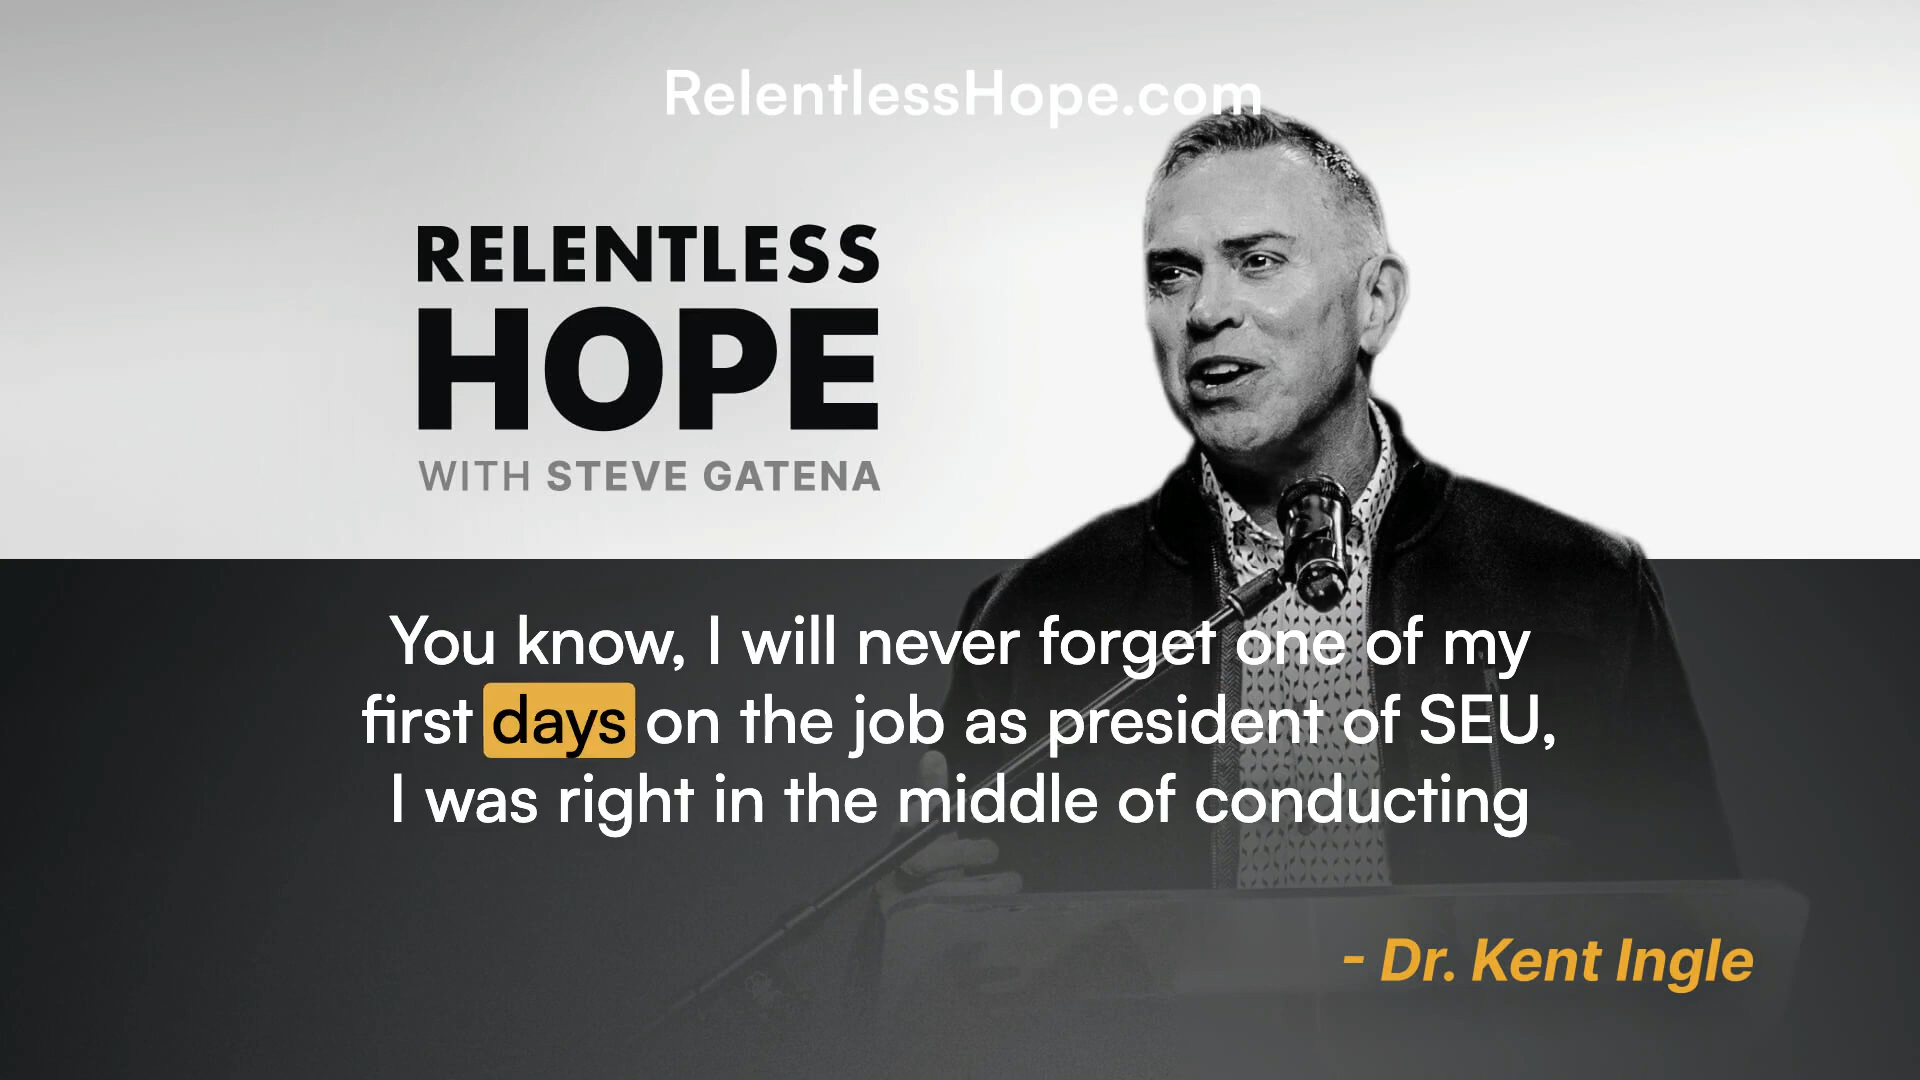 RelentlessHope.com
RELENTLESS
HOPE
WITH STEVE GATENA
You know, I will never forget one of my
first days on the job as president of SEU,
I was right in the middle of conducting
- Dr. Kent Ingle